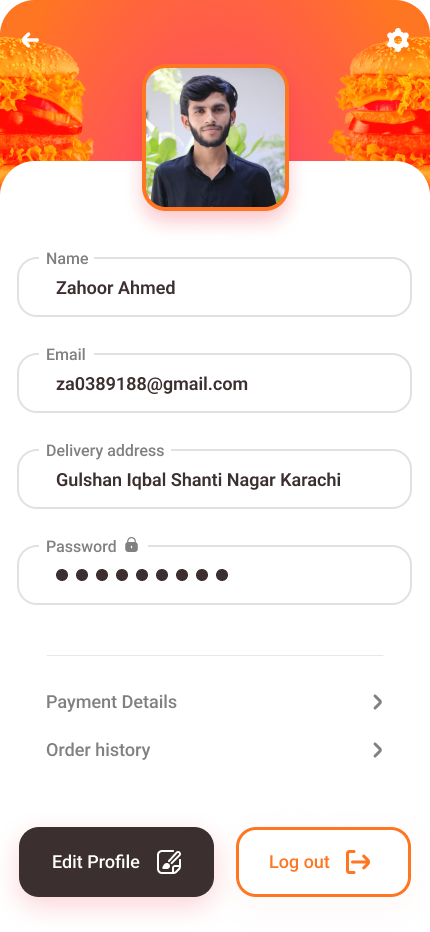 Name
Zahoor Ahmed
Email
za0389188@gmail.com
Delivery address
Gulshan Iqbal Shanti Nagar Karachi
Password
Payment Details
Order history
Edit Profile
Log out